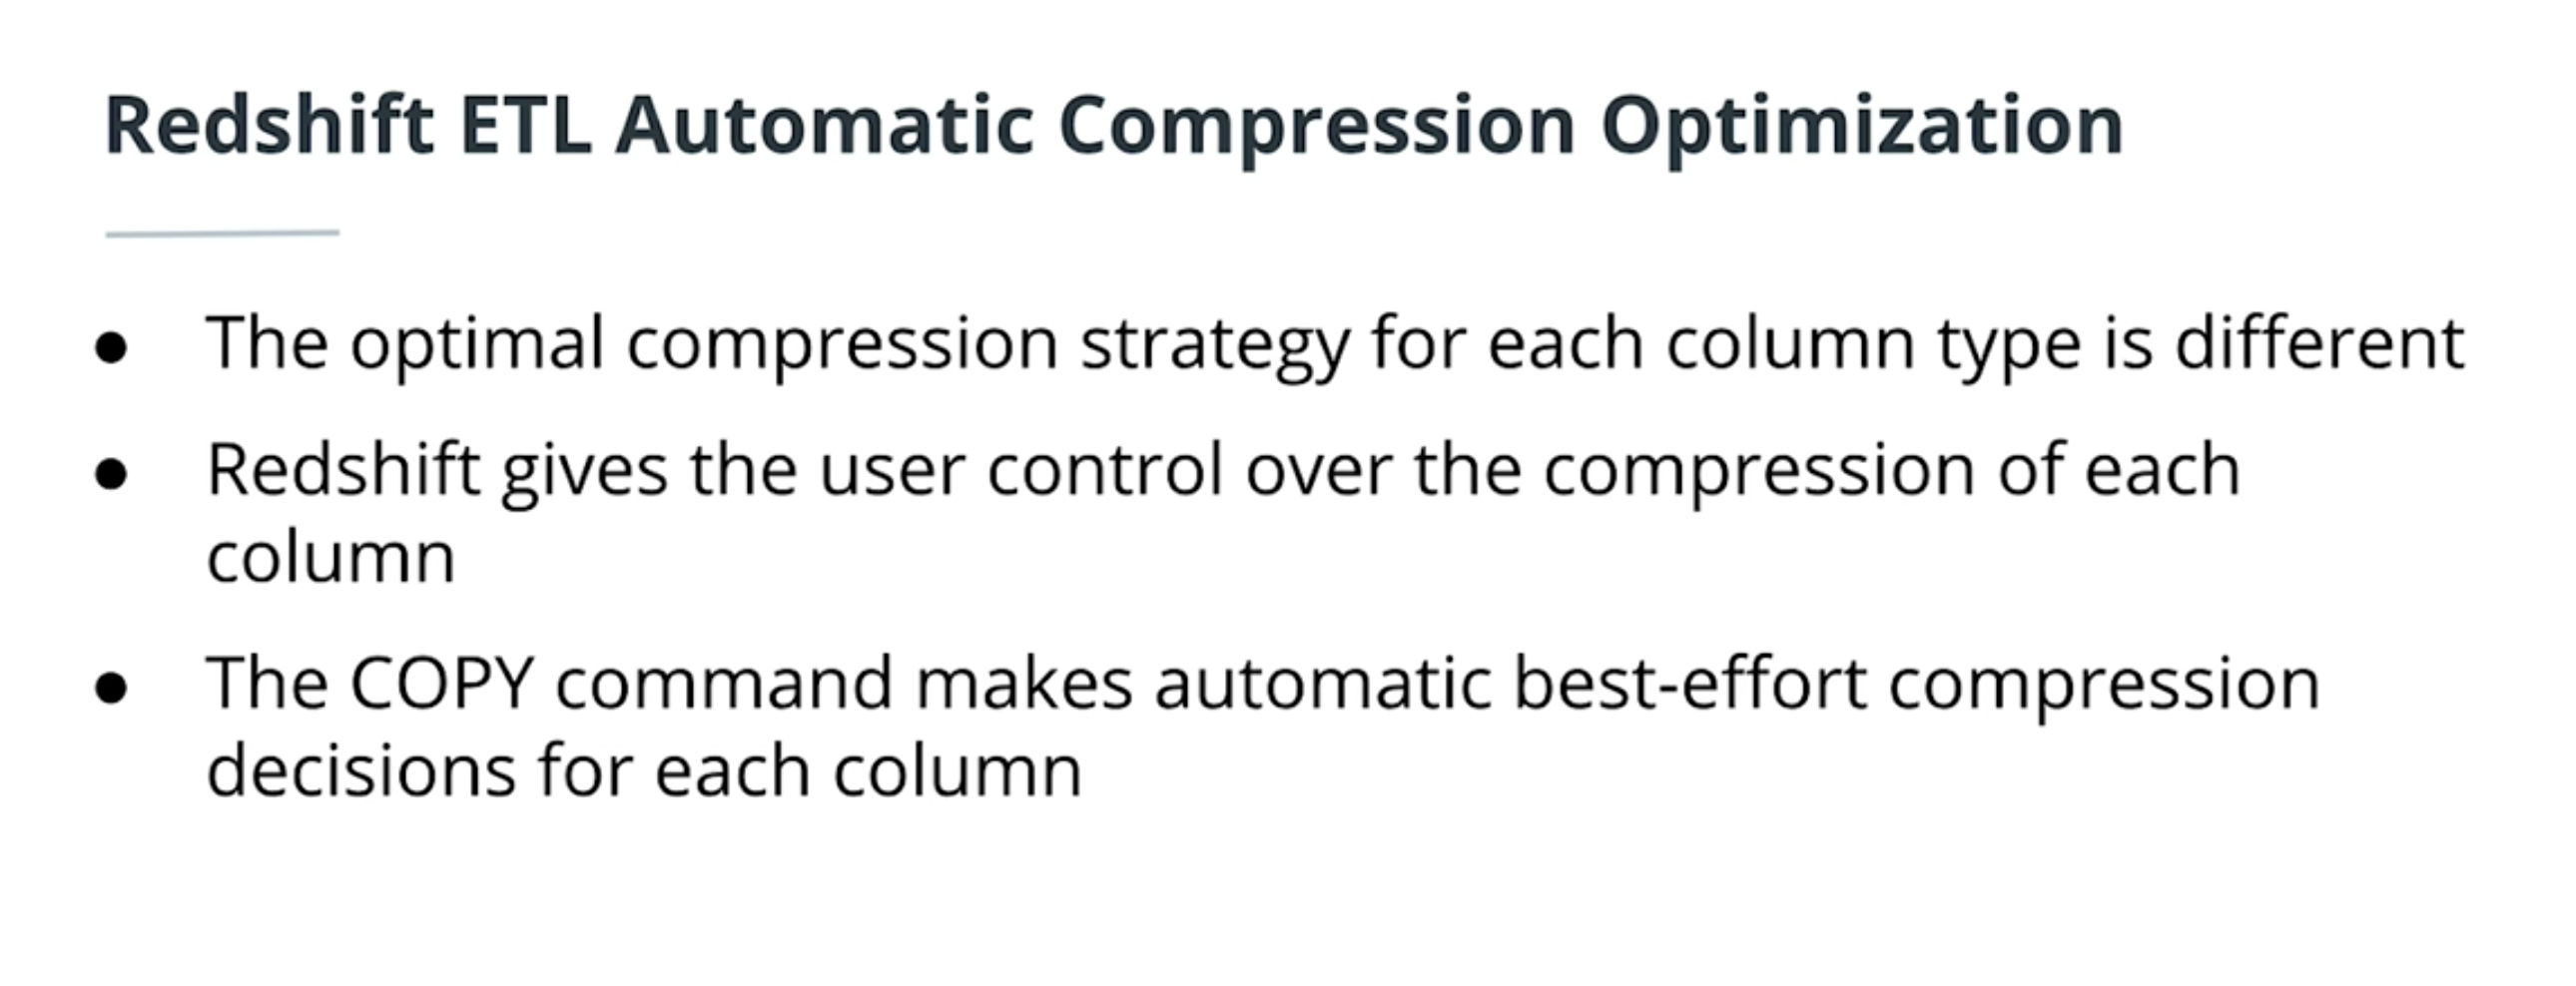 Redshift ETL Automatic Compression Optimization
● The optimal compression strategy for each column type is different
● Redshift gives the user control over the compression of each
column
● The COPY command makes automatic best-effort compression
decisions for each column